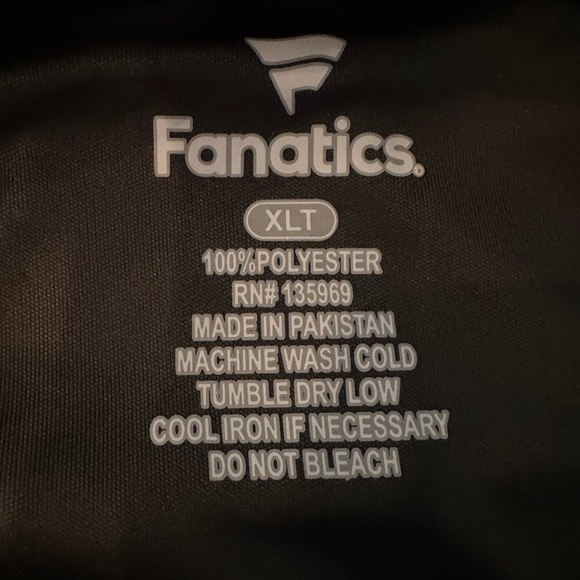 Fanatics.
XLT
100%POLYESTER
RN# 135969
MADE IN PAKISTAN
MACHINE WASH COLD
TUMBLE DRY LOW
COOL IRON IF NECESSARY
DO NOT BLEACH